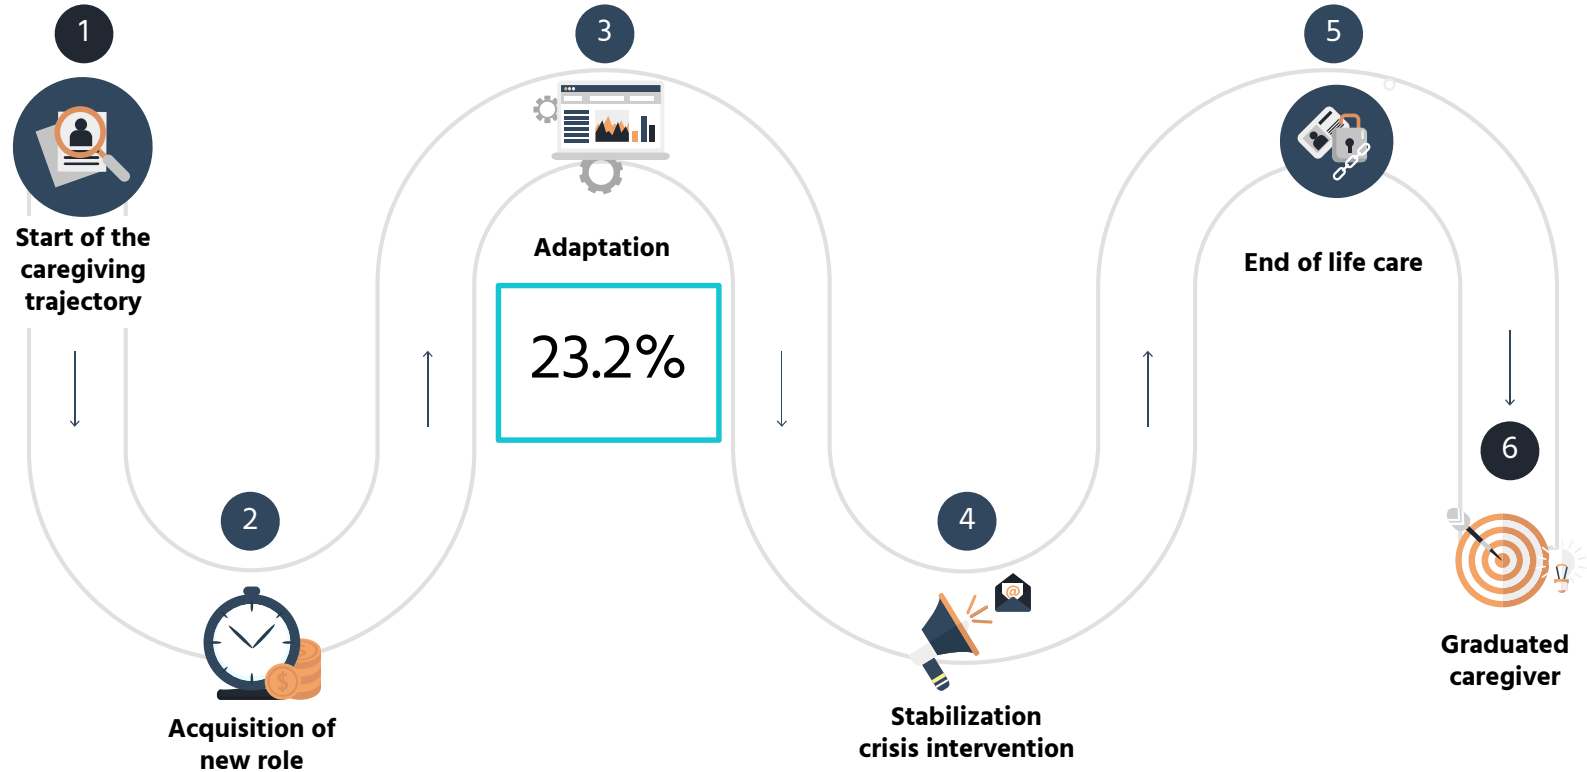 1
Start of the
caregiving
trajectory
2
Acquisition of
new role
3
Adaptation
23.2%
4
@
Stabilization
crisis intervention
5
End of life care
6
Graduated
caregiver
$
$